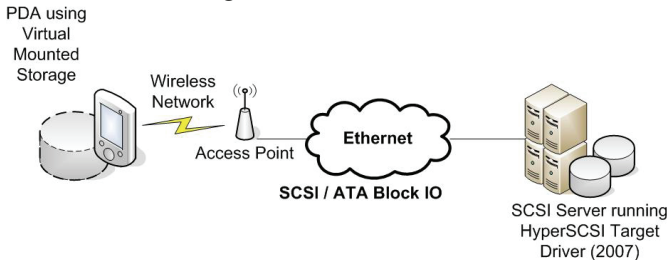 PDA using
Virtual
Mounted
Storage
Wireless
Network
Access Point
Ethernet
SCSI / ATA Block IO
SCSI Server running
HyperSCSI Target
Driver (2007)